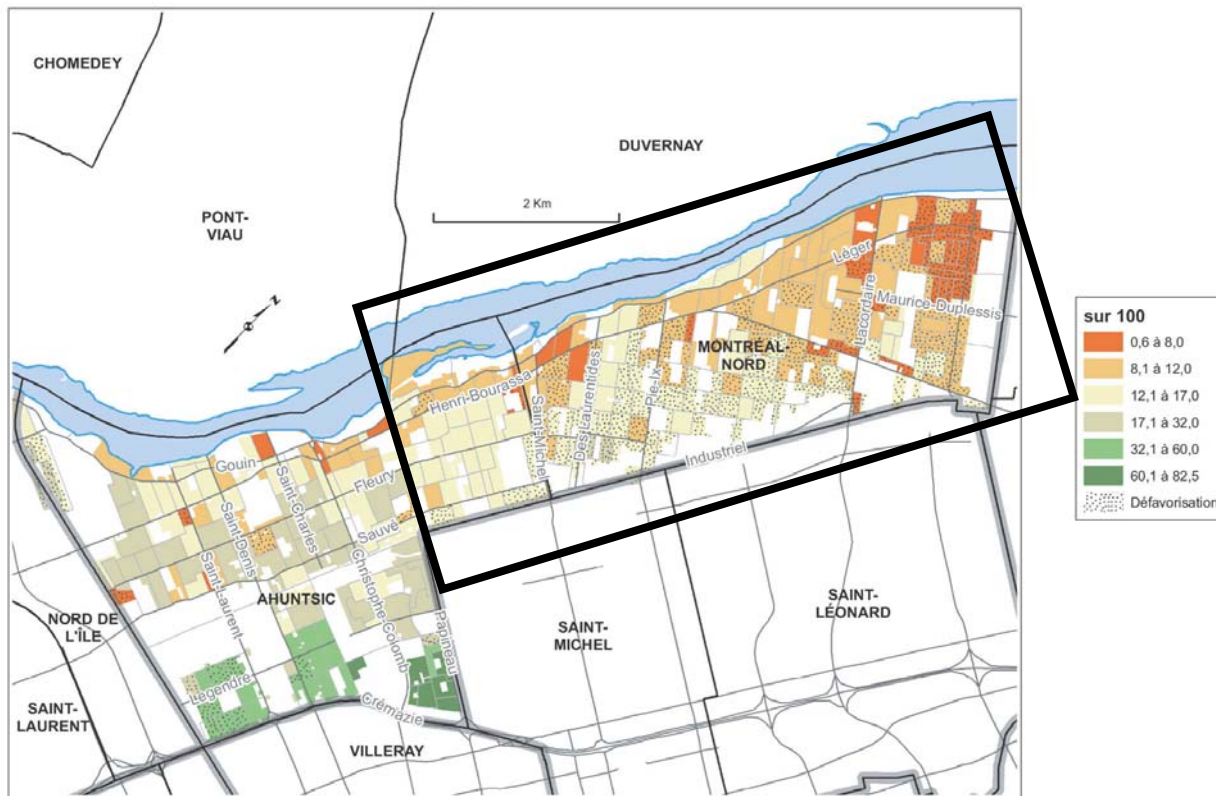 CHOMEDEY
DUVERNAY
PONT-
VIAU
2 Km
N
Léger
Maurice-Duplessis
Lacordaire
MONTRÉAL-
NORD
Pie-Ix
Des Laurentides
Saint-Michel
Henri-Bourassa
Industriel
Gouin
Fleury
Sauvé
Saint-Charles
Saint-Denis
Saint-Laurent
Christophe-Colomb
Papineau
AHUNTSIC
NORD DE
L'ÎLE
SAINT-
MICHEL
SAINT-
LÉONARD
Legendre
Crémazie
SAINT-
LAURENT
VILLERAY
sur 100
0,6 à 8,0
8,1 à 12,0
12,1 à 17,0
17,1 à 32,0
32,1 à 60,0
60,1 à 82,5
Défavorisation